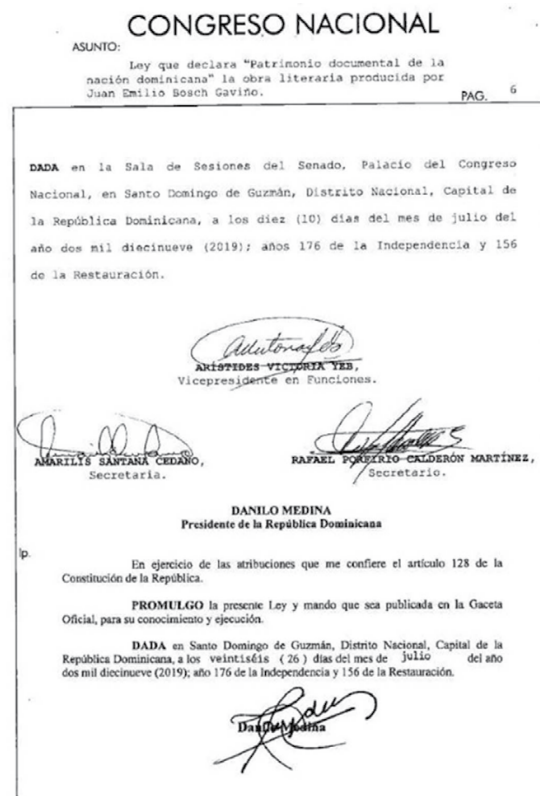 CONGRESO NACIONAL
ASUNTO:
Ley que declara "Patrimonio documental de la
nación dominicana" la obra literaria producida por
Juan Emilio Bosch Gaviño.
PAG. 6
DADA en la Sala de Sesiones del Senado, Palacio del Congreso
Nacional, en Santo Domingo de Guzmán, Distrito Nacional, Capital de
la República Dominicana, a los diez (10) días del mes de julio del
año dos mil diecinueve (2019); años 176 de la Independencia y 156
de la Restauración.
ARÍSTIDES VICTORIA YEB,
Vicepresidente en Funciones.
AMARILIS SANTANA CEDANO,
Secretaria.
RAFAEL PORFIRIO CALDERÓN MARTÍNEZ,
Secretario.
DANILO MEDINA
Presidente de la República Dominicana
lp.
En ejercicio de las atribuciones que me confiere el artículo 128 de la
Constitución de la República.
PROMULGO la presente Ley y mando que sea publicada en la Gaceta
Oficial, para su conocimiento y ejecución.
DADA en Santo Domingo de Guzmán, Distrito Nacional, Capital de la
República Dominicana, a los veintiséis ( 26 ) días del mes de julio del año
dos mil diecinueve (2019); año 176 de la Independencia y 156 de la Restauración.
Danilo Medina